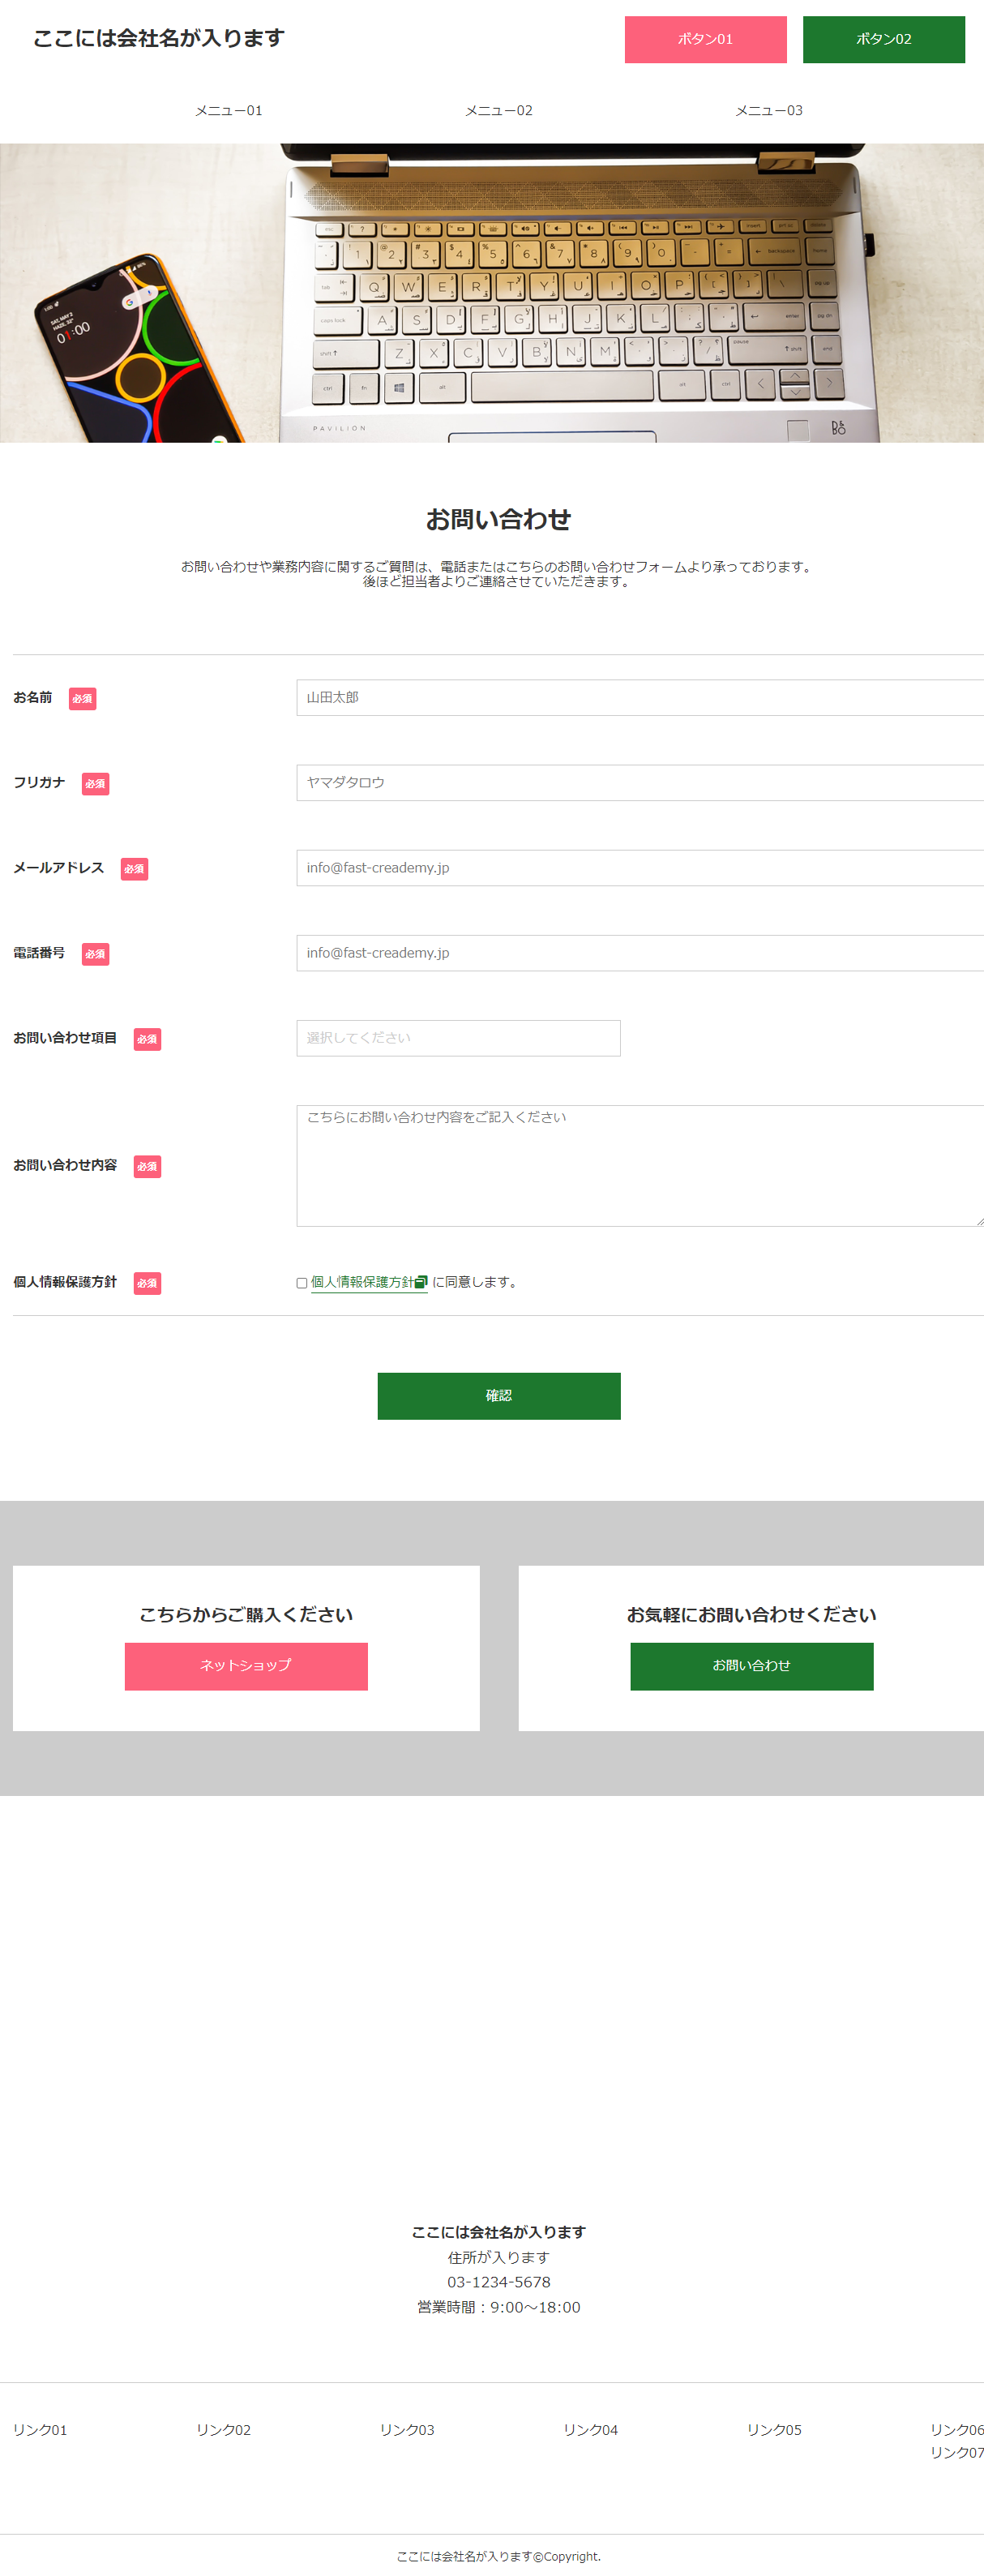 ここには会社名が入ります
ボタン01
ボタン02
メニュー01
メニュー02
メニュー03
01:00
PAVILION
お問い合わせ
お問い合わせや業務内容に関するご質問は、電話またはこちらのお問い合わせフォームより承っております。
後ほど担当者よりご連絡させていただきます。
お名前 必須
山田太郎
フリガナ 必須
ヤマダタロウ
メールアドレス 必須
info@fast-creademy.jp
電話番号 必須
info@fast-creademy.jp
お問い合わせ項目 必須
選択してください
お問い合わせ内容 必須
こちらにお問い合わせ内容をご記入ください
個人情報保護方針 必須
個人情報保護方針 に同意します。
確認
こちらからご購入ください
ネットショップ
お気軽にお問い合わせください
お問い合わせ
ここには会社名が入ります
住所が入ります
03-1234-5678
営業時間：9:00～18:00
リンク01
リンク02
リンク03
リンク04
リンク05
リンク06
リンク07
ここには会社名が入ります©Copyright.